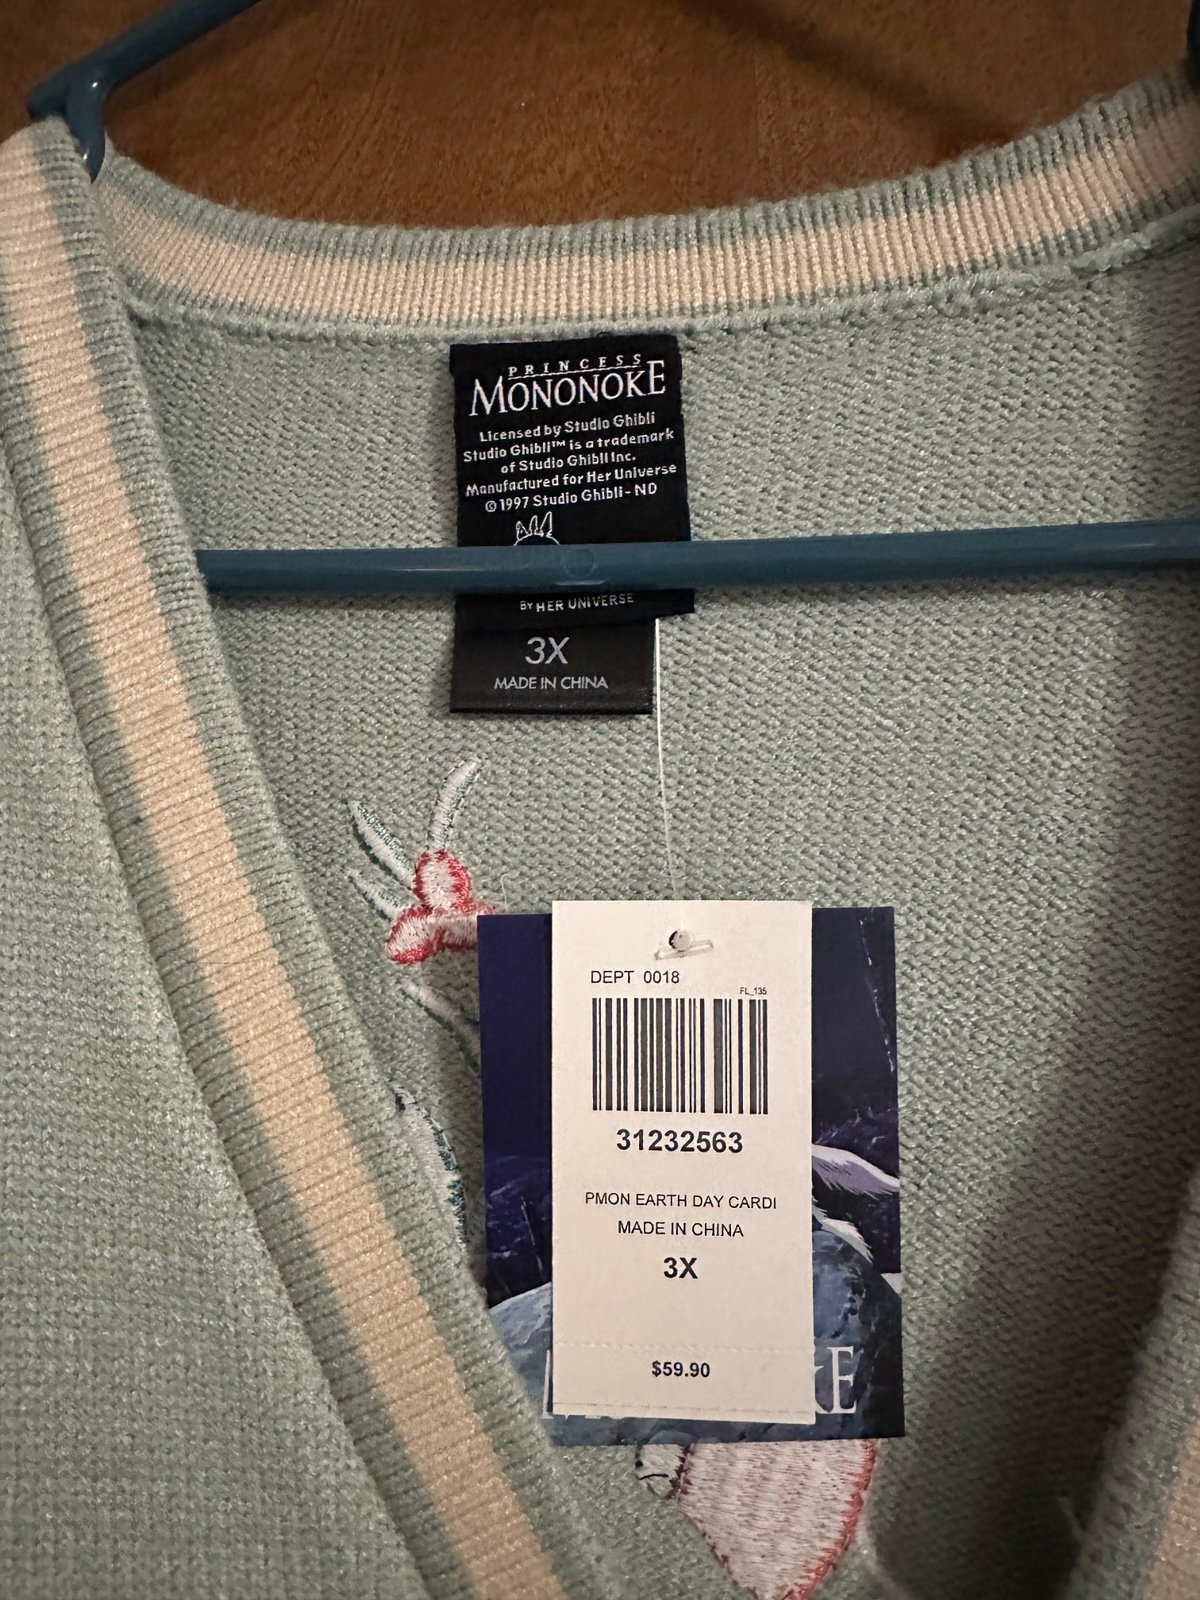 PRINCESS
MONONOKE
Licensed by Studio Ghibli
Studio Ghibli™ is a trademark
of Studio Ghibli Inc.
Manufactured for Her Universe
© 1997 Studio Ghibli - ND
BY HER UNIVERSE
3X
MADE IN CHINA
DEPT 0018
FL_135
31232563
PMON EARTH DAY CARDI
MADE IN CHINA
3X
$59.90
KE